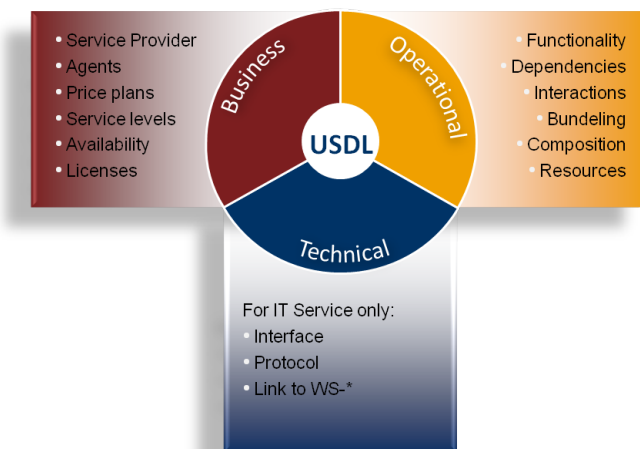 • Service Provider
• Agents
• Price plans
• Service levels
• Availability
• Licenses
Business
Operational
USDL
Technical
• Functionality
• Dependencies
• Interactions
• Bundeling
• Composition
• Resources
For IT Service only:
• Interface
• Protocol
• Link to WS-*